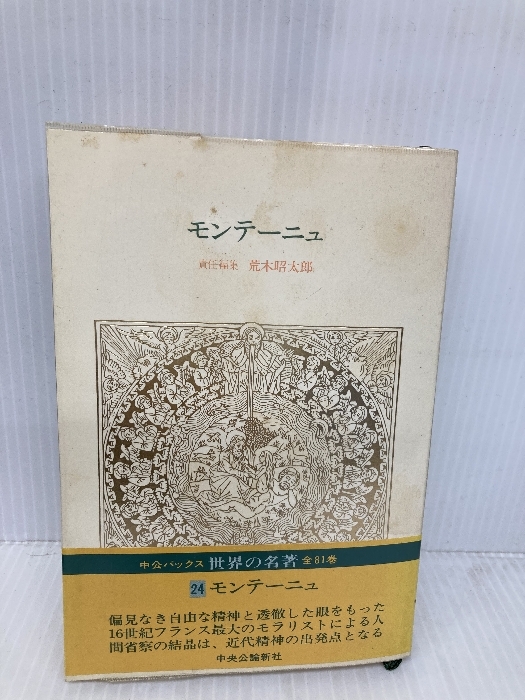 モンテーニュ
責任編集 荒木昭太郎
中公バックス 世界の名著 全81巻
24 モンテーニュ
偏見なき自由な精神と透徹した眼をもった
16世紀フランス最大のモラリストによる人
間省察の結晶は、近代精神の出発点となる
中央公論新社